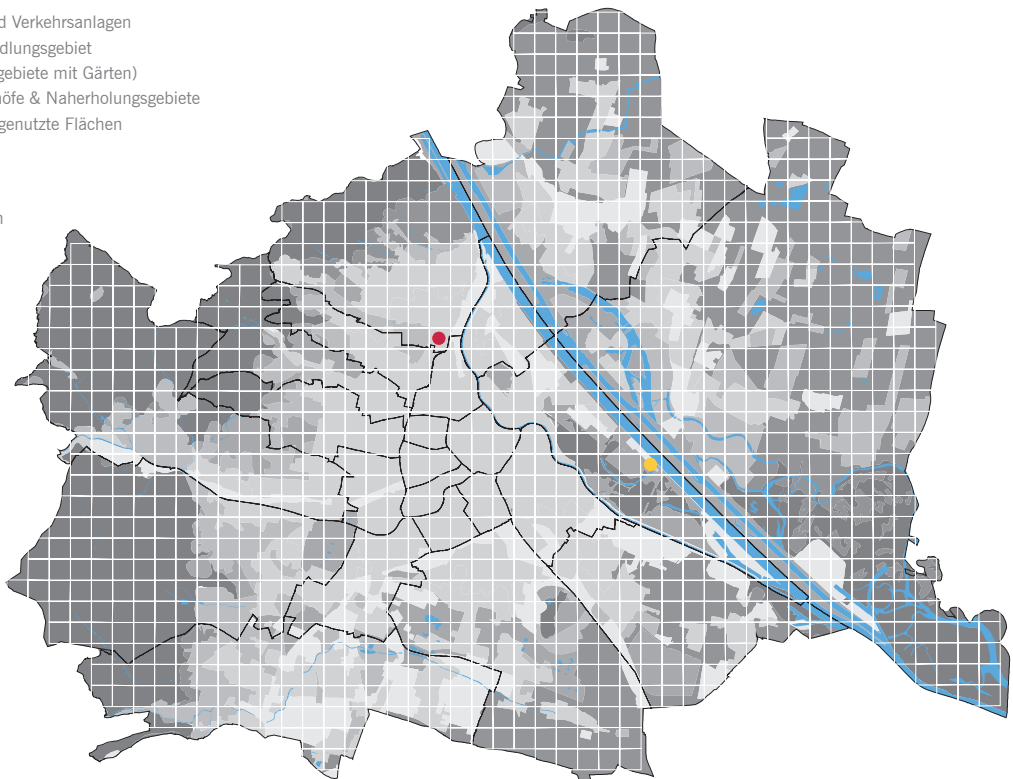 d Verkehrsanlagen
dlungsgebiet
gebiete mit Gärten)
höfe & Naherholungsgebiete
genutzte Flächen
n